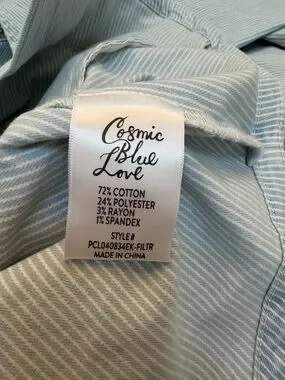 Cosmic
Blue
Love
72% COTTON
24% POLYESTER
3% RAYON
1% SPANDEX
STYLE#
PCL040834EK-FILTR
MADE IN CHINA